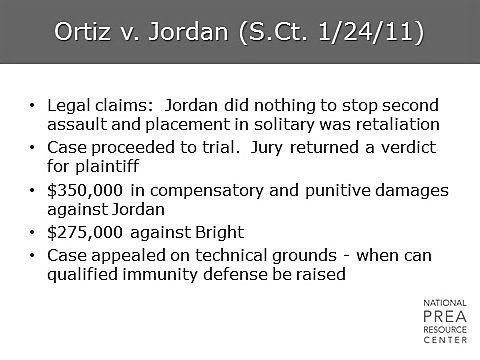 Ortiz v. Jordan (S.Ct. 1/24/11)
• Legal claims: Jordan did nothing to stop second
assault and placement in solitary was retaliation
• Case proceeded to trial. Jury returned a verdict
for plaintiff
• $350,000 in compensatory and punitive damages
against Jordan
• $275,000 against Bright
• Case appealed on technical grounds - when can
qualified immunity defense be raised
NATIONAL
PREA
RESOURCE
CENTER